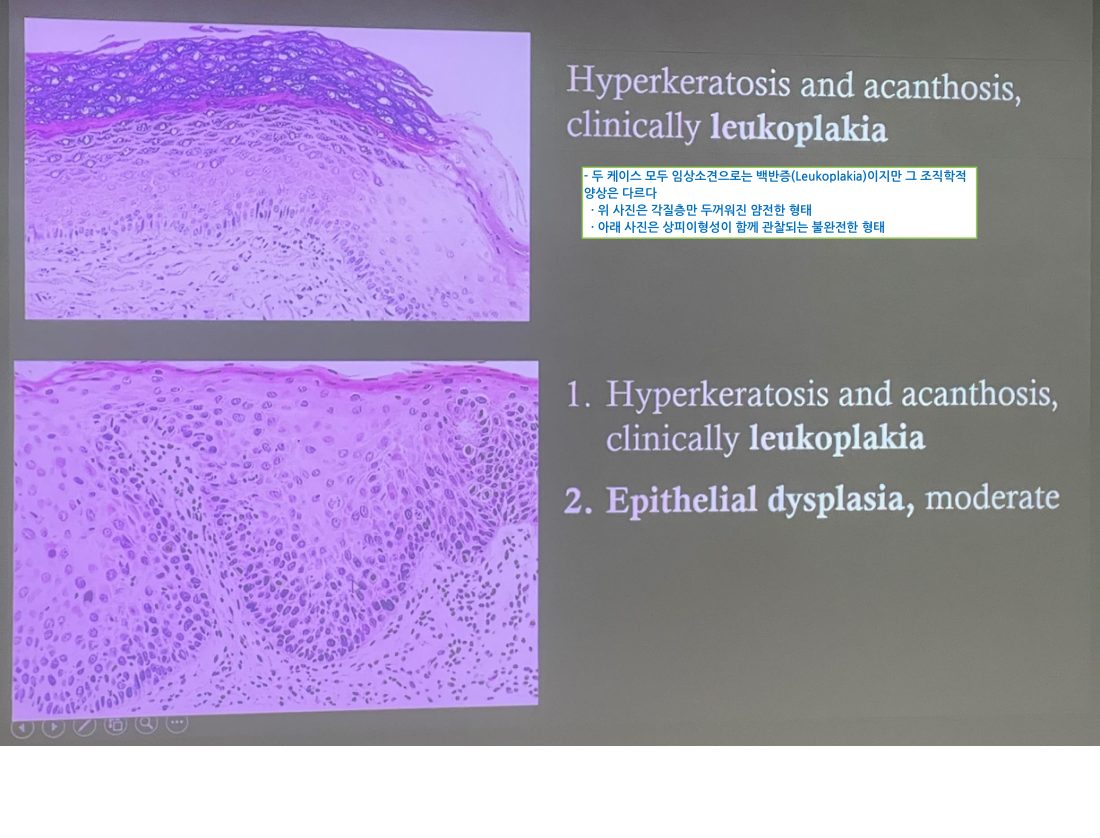 Hyperkeratosis and acanthosis,
clinically leukoplakia
- 두 케이스 모두 임상소견으로는 백반증(Leukoplakia)이지만 그 조직학적
양상은 다르다
· 위 사진은 각질층만 두꺼워진 얌전한 형태
· 아래 사진은 상피이형성이 함께 관찰되는 불완전한 형태
1. Hyperkeratosis and acanthosis,
clinically leukoplakia
2. Epithelial dysplasia, moderate